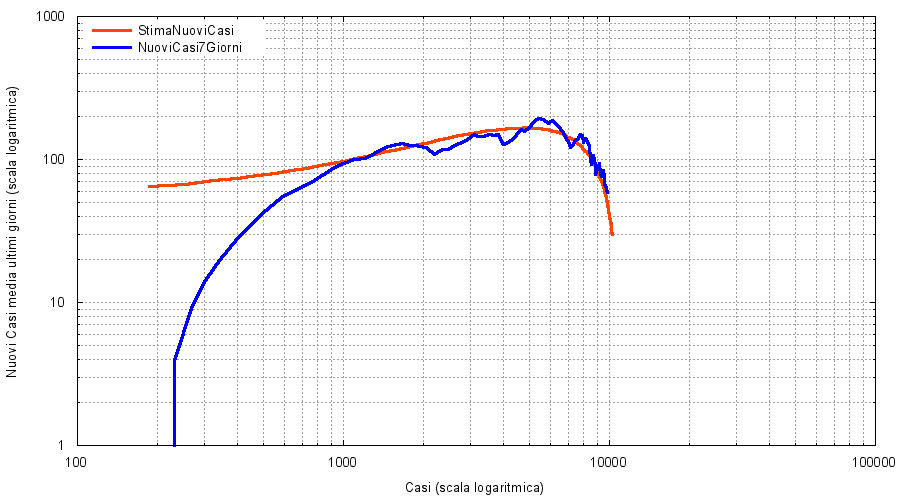 1000
StimaNuoviCasi
NuoviCasi7Giorni
100
10
1
Nuovi Casi media ultimi giorni (scala logaritmica)
100 1000 10000 100000
Casi (scala logaritmica)